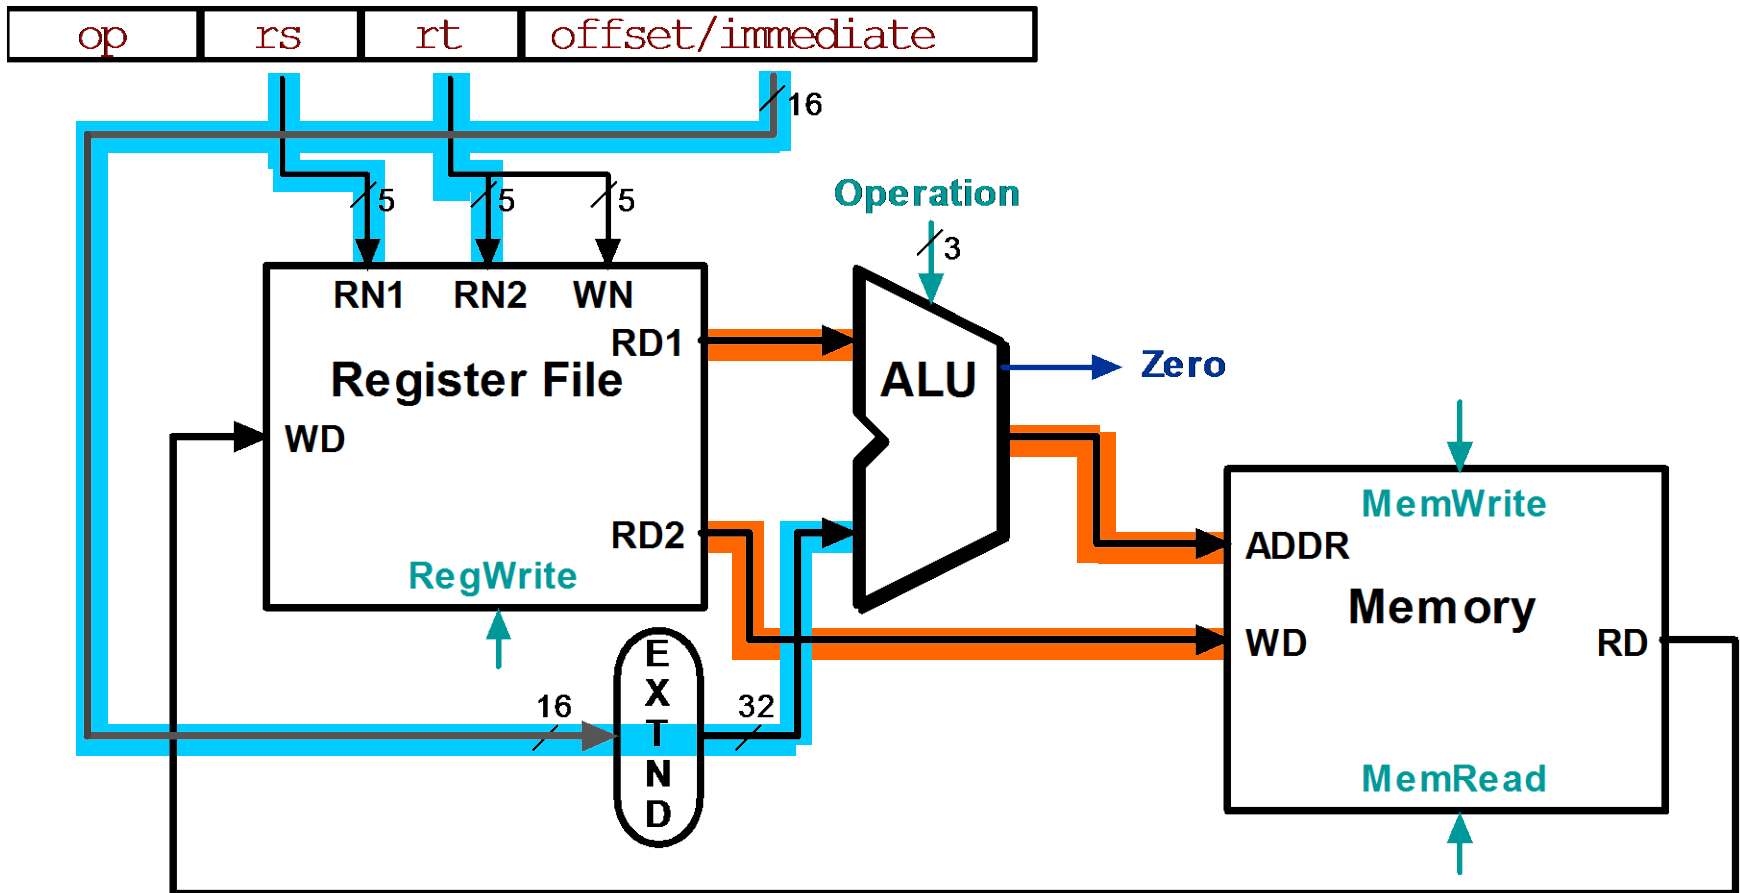 op rs rt offset/immediate
16
5 5 5
Operation
3
RN1 RN2 WN
RD1
Register File
ALU
Zero
WD
MemWrite
RD2
ADDR
RegWrite
Memory
WD
RD
EXTND
16
32
MemRead